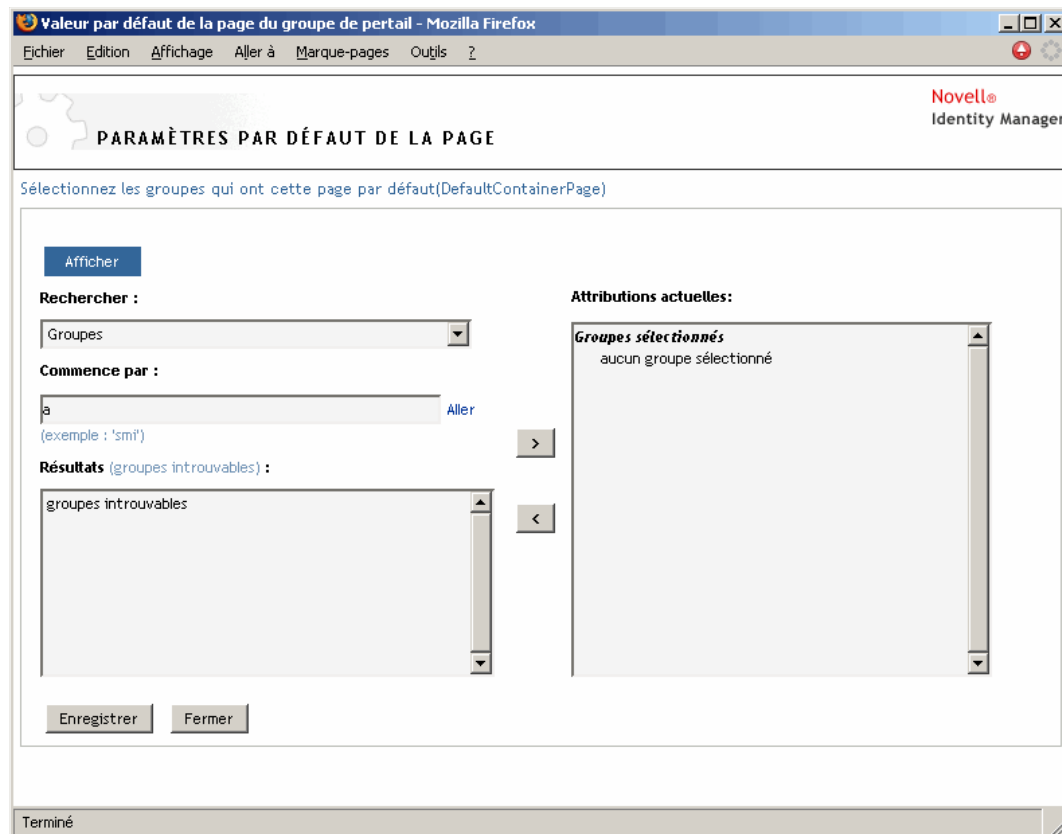 Valeur par défaut de la page du groupe de pertail - Mozilla Firefox
Fichier Edition Affichage Aller à Marque-pages Outils ?
Novell®
Identity Manager
PARAMÈTRES PAR DÉFAUT DE LA PAGE
Sélectionnez les groupes qui ont cette page par défaut(DefaultContainerPage)
Afficher
Rechercher :
Groupes
Commence par :
a Aller
(exemple : 'smi')
Résultats (groupes introuvables) :
groupes introuvables
>
<
Attributions actuelles:
Groupes sélectionnés
aucun groupe sélectionné
Enregistrer Fermer
Terminé